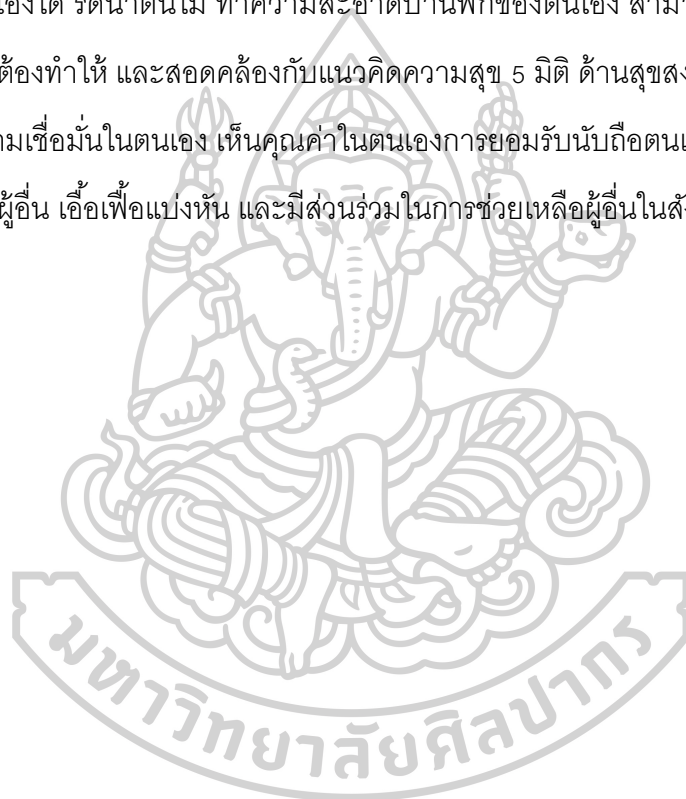 องได้ รดน้ำต้นไม้ ทำความสะอาดบ้านพักของตนเอง
ต้องทำให้ และสอดคล้องกับแนวคิดความสุข 5 มิติ ด้านสุขส
ามเชื่อมั่นในตนเอง เห็นคุณค่าในตนเองการยอมรับนับถือตนเ
ผู้อื่น เอื้อเฟื้อแบ่งหัน และมีส่วนร่วมในการช่วยเหลือผู้อื่นในสั
มหาวิทยาลัยศิลปากร